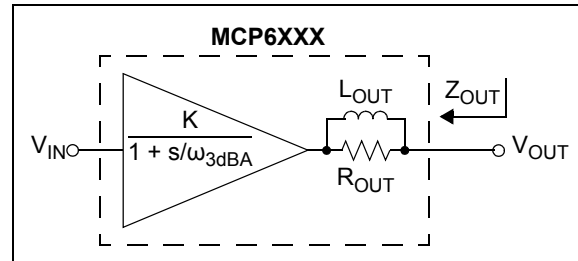 MCP6XXX
K
1 + s/ω3dBA
VIN
LOUT
ROUT
ZOUT
VOUT